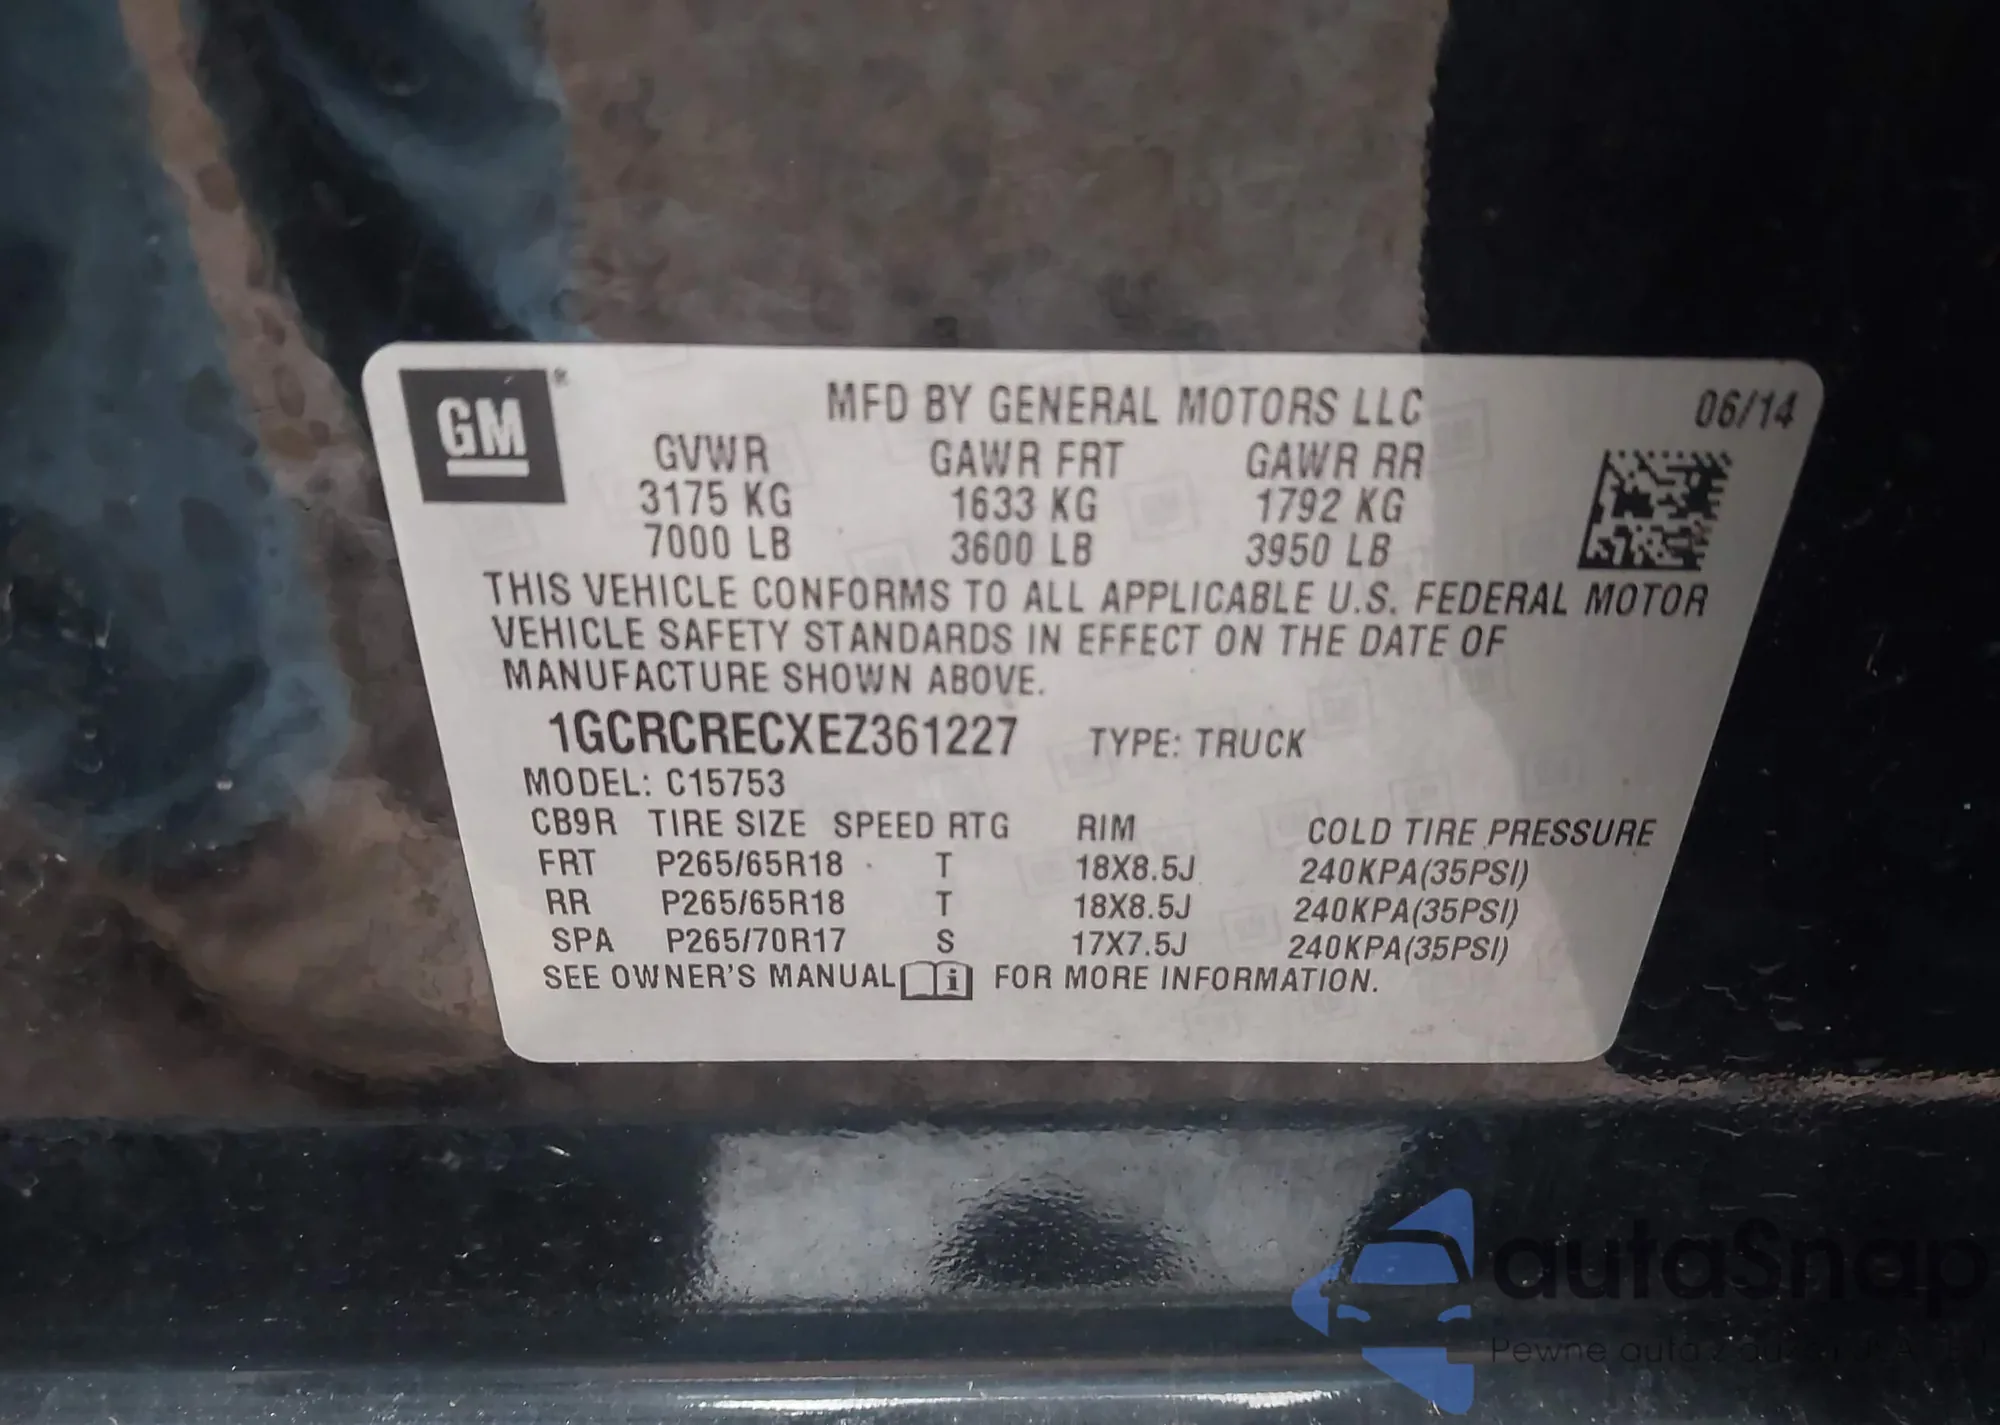 GM®
MFD BY GENERAL MOTORS LLC 06/14
GVWR GAWR FRT GAWR RR
3175 KG 1633 KG 1792 KG
7000 LB 3600 LB 3950 LB
THIS VEHICLE CONFORMS TO ALL APPLICABLE U.S. FEDERAL MOTOR
VEHICLE SAFETY STANDARDS IN EFFECT ON THE DATE OF
MANUFACTURE SHOWN ABOVE.
1GCRCRECXEZ361227 TYPE: TRUCK
MODEL: C15753
CB9R TIRE SIZE SPEED RTG RIM COLD TIRE PRESSURE
FRT P265/65R18 T 18X8.5J 240KPA(35PSI)
RR P265/65R18 T 18X8.5J 240KPA(35PSI)
SPA P265/70R17 S 17X7.5J 240KPA(35PSI)
SEE OWNER'S MANUAL i FOR MORE INFORMATION.
autaSnap
Pewne auta z